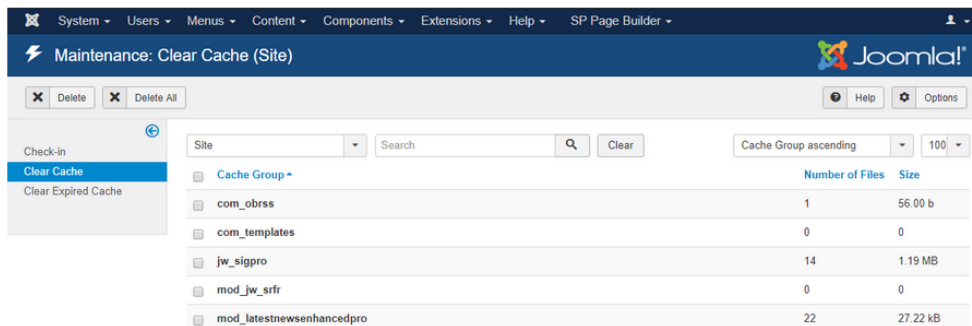 System Users Menus Content Components Extensions Help SP Page Builder
Maintenance: Clear Cache (Site) Joomla!®
Delete Delete All Help Options
Check-in
Clear Cache
Clear Expired Cache
Site Search Clear Cache Group ascending 100
Cache Group Number of Files Size
com_obrss 1 56.00 b
com_templates 0 0
jw_sigpro 14 1.19 MB
mod_jw_srfr 0 0
mod_latestnewsenhancedpro 22 27.22 kB